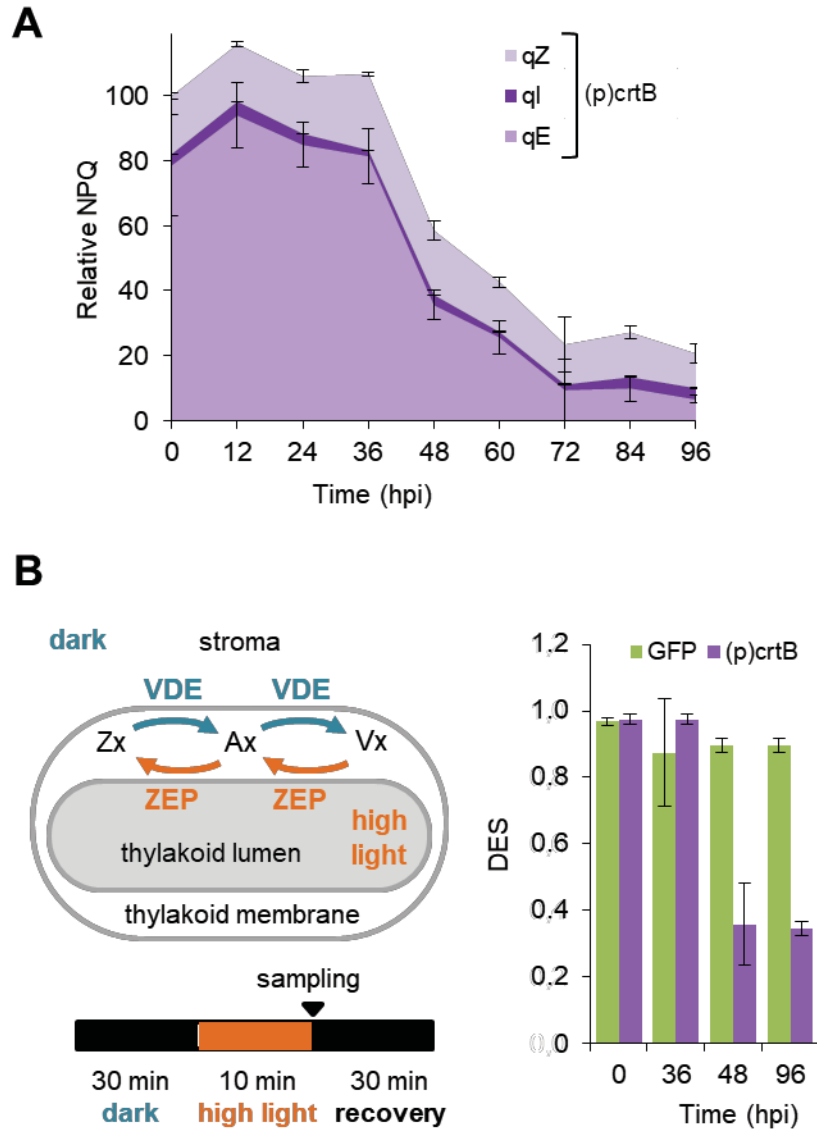 A
Relative NPQ
100
80
60
40
20
0
qZ
qI
qE
(p)crtB
0 12 24 36 48 60 72 84 96
Time (hpi)
B
dark
stroma
VDE VDE
Zx Ax Vx
ZEP ZEP
high
light
thylakoid lumen
thylakoid membrane
sampling
30 min 10 min 30 min
dark high light recovery
DES
1,2
1.0
0.8
0.6
0.4
0.2
0,0
GFP (p)crtB
0 36 48 96
Time (hpi)